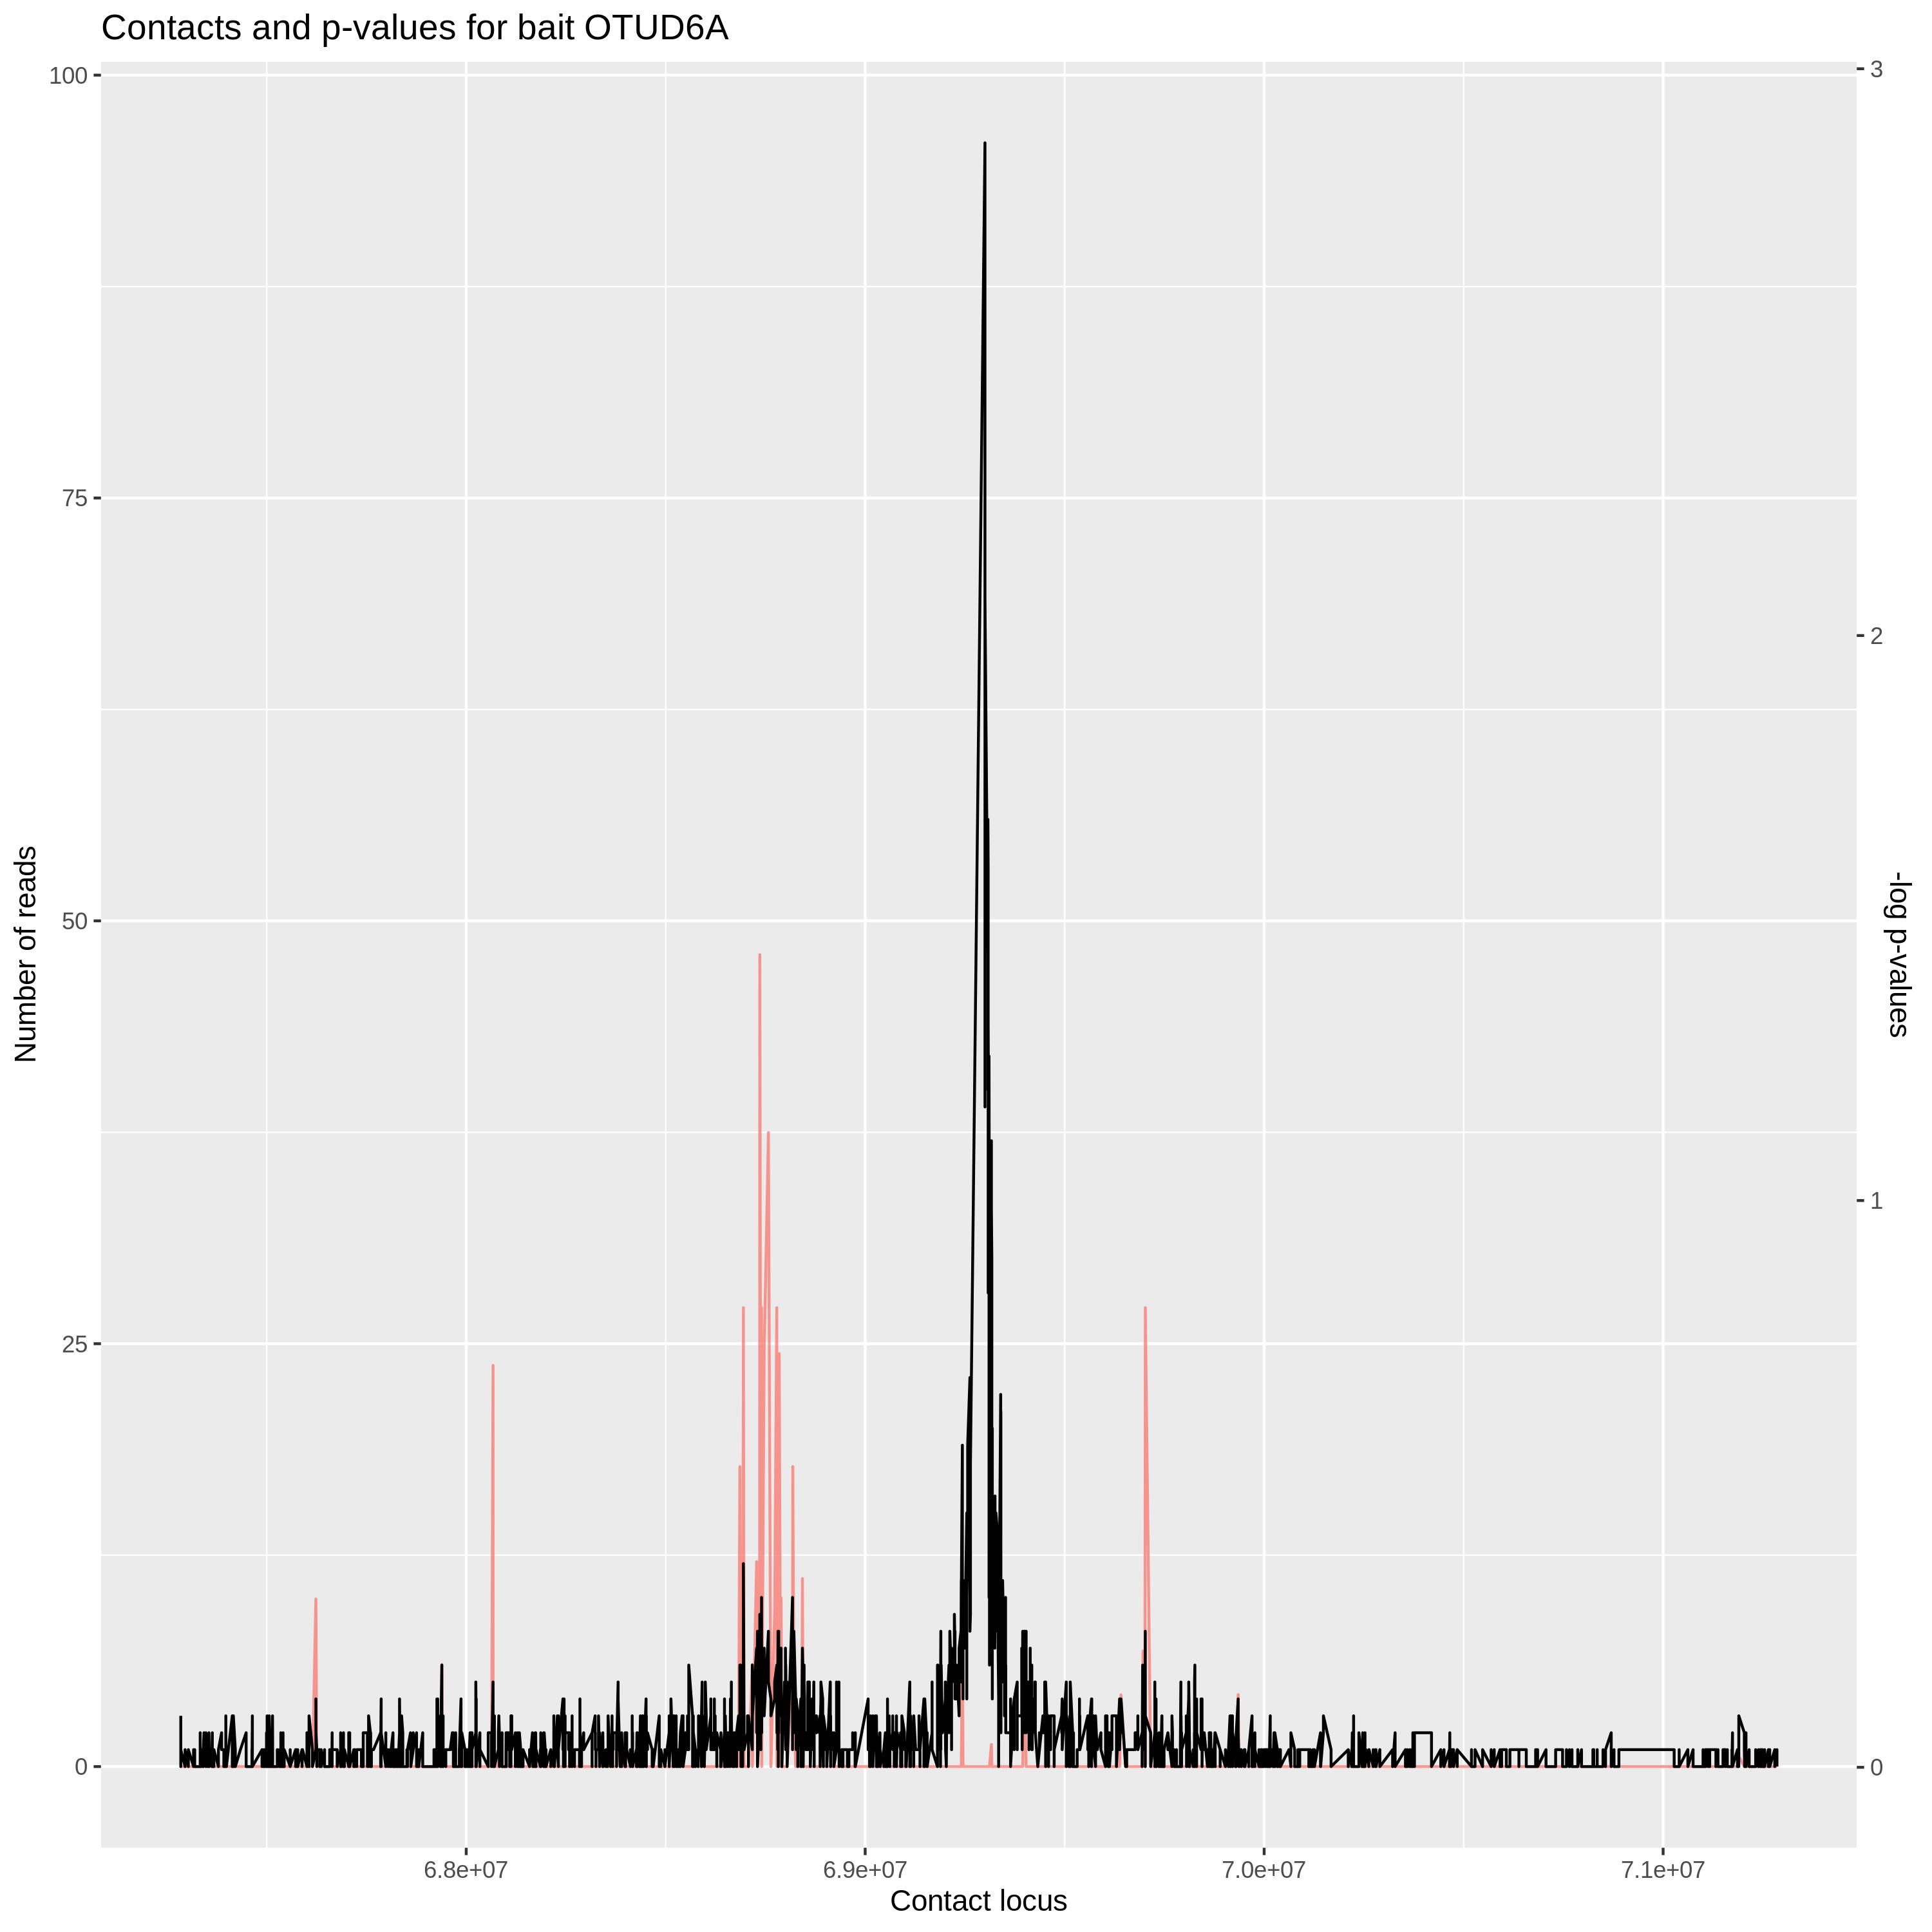 Contacts and p-values for bait OTUD6A
100
75
50
25
0
3
2
1
0
Number of reads
-log p-values
6.8e+07 6.9e+07 7.0e+07 7.1e+07
Contact locus